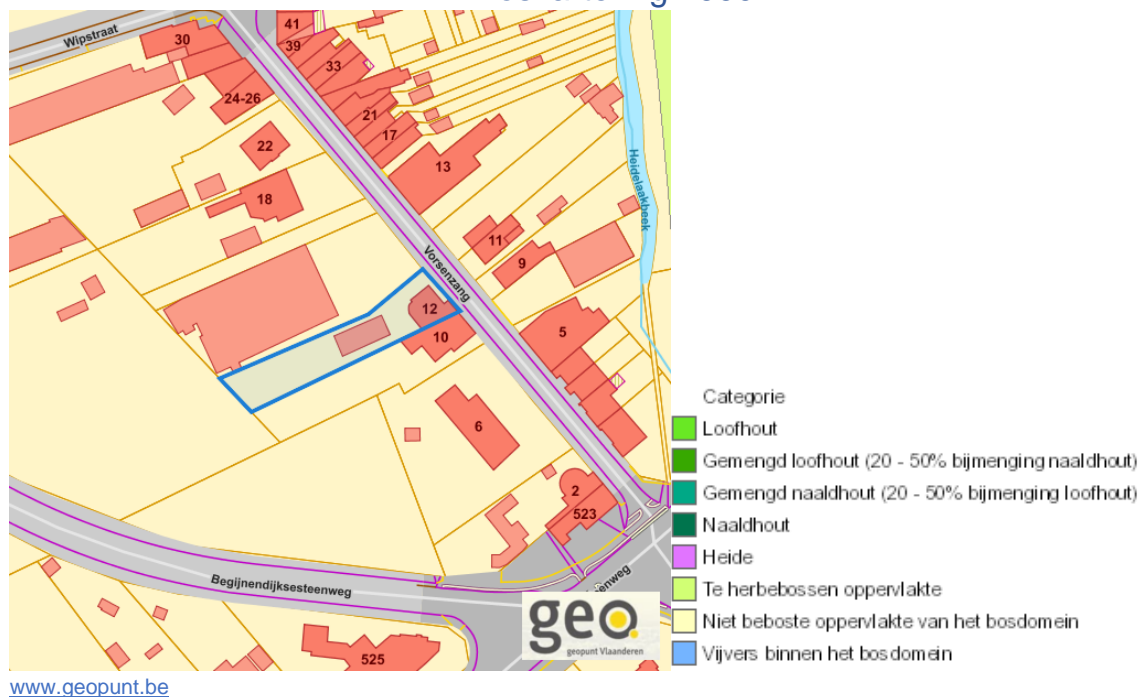 Wipstraat
41
30
39
33
24-26
21
17
22
13
18
Heidelaakbeek
11
9
Vorsenzang
12
10
5
6
2
523
Begijnendijksesteenweg
525
geo
geopunt Vlaanderen
Categorie
Loofhout
Gemengd loofhout (20 - 50% bijmenging naaldhout)
Gemengd naaldhout (20 - 50% bijmenging loofhout)
Naaldhout
Heide
Te herbebossen oppervlakte
Niet beboste oppervlakte van het bosdomein
Vijvers binnen het bosdomein
www.geopunt.be